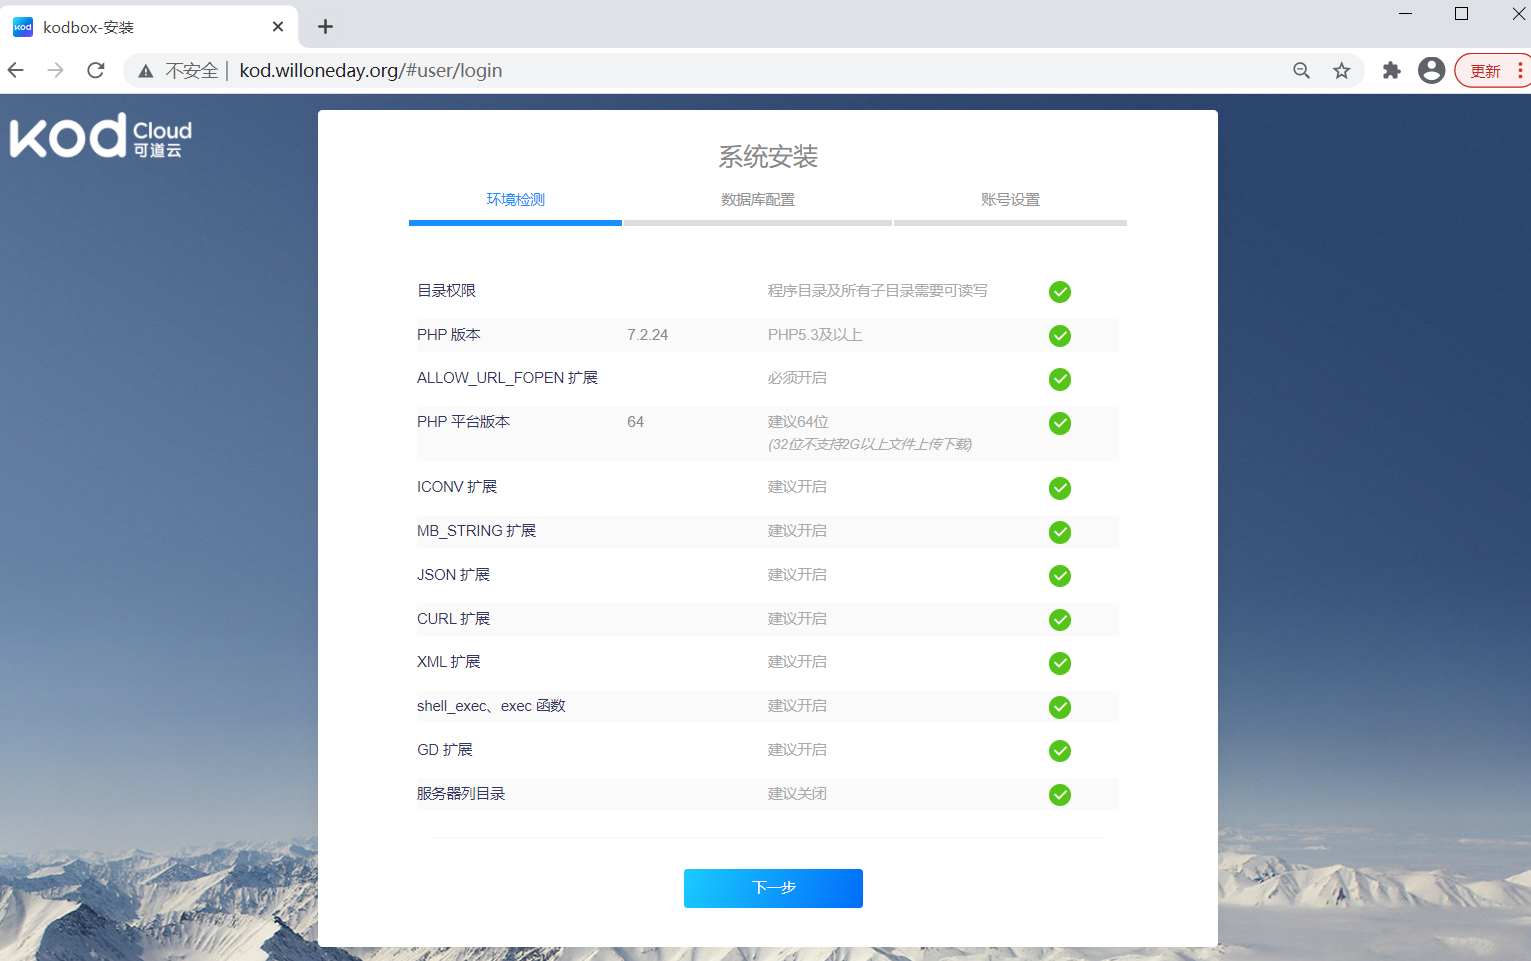 kod kodbox-安装
不安全 kod.willoneday.org/#user/login 更新
kod Cloud 可道云
系统安装
环境检测 数据库配置 账号设置
目录权限 程序目录及所有子目录需要可读写
PHP 版本 7.2.24 PHP5.3及以上
ALLOW_URL_FOPEN 扩展 必须开启
PHP 平台版本 64 建议64位
(32位不支持2G以上文件上传下载)
ICONV 扩展 建议开启
MB_STRING 扩展 建议开启
JSON 扩展 建议开启
CURL 扩展 建议开启
XML 扩展 建议开启
shell_exec、exec 函数 建议开启
GD 扩展 建议开启
服务器列目录 建议关闭
下一步